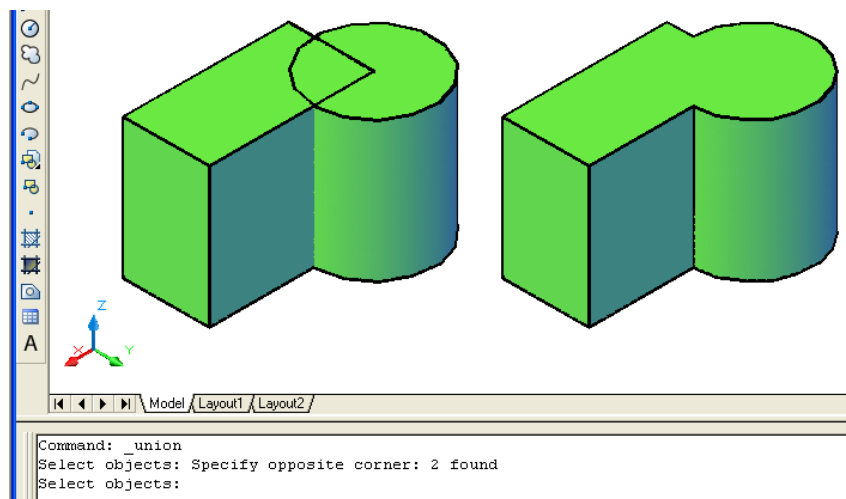 A
Z
X
Y
Model Layout1 Layout2
Command: _union
Select objects: Specify opposite corner: 2 found
Select objects: